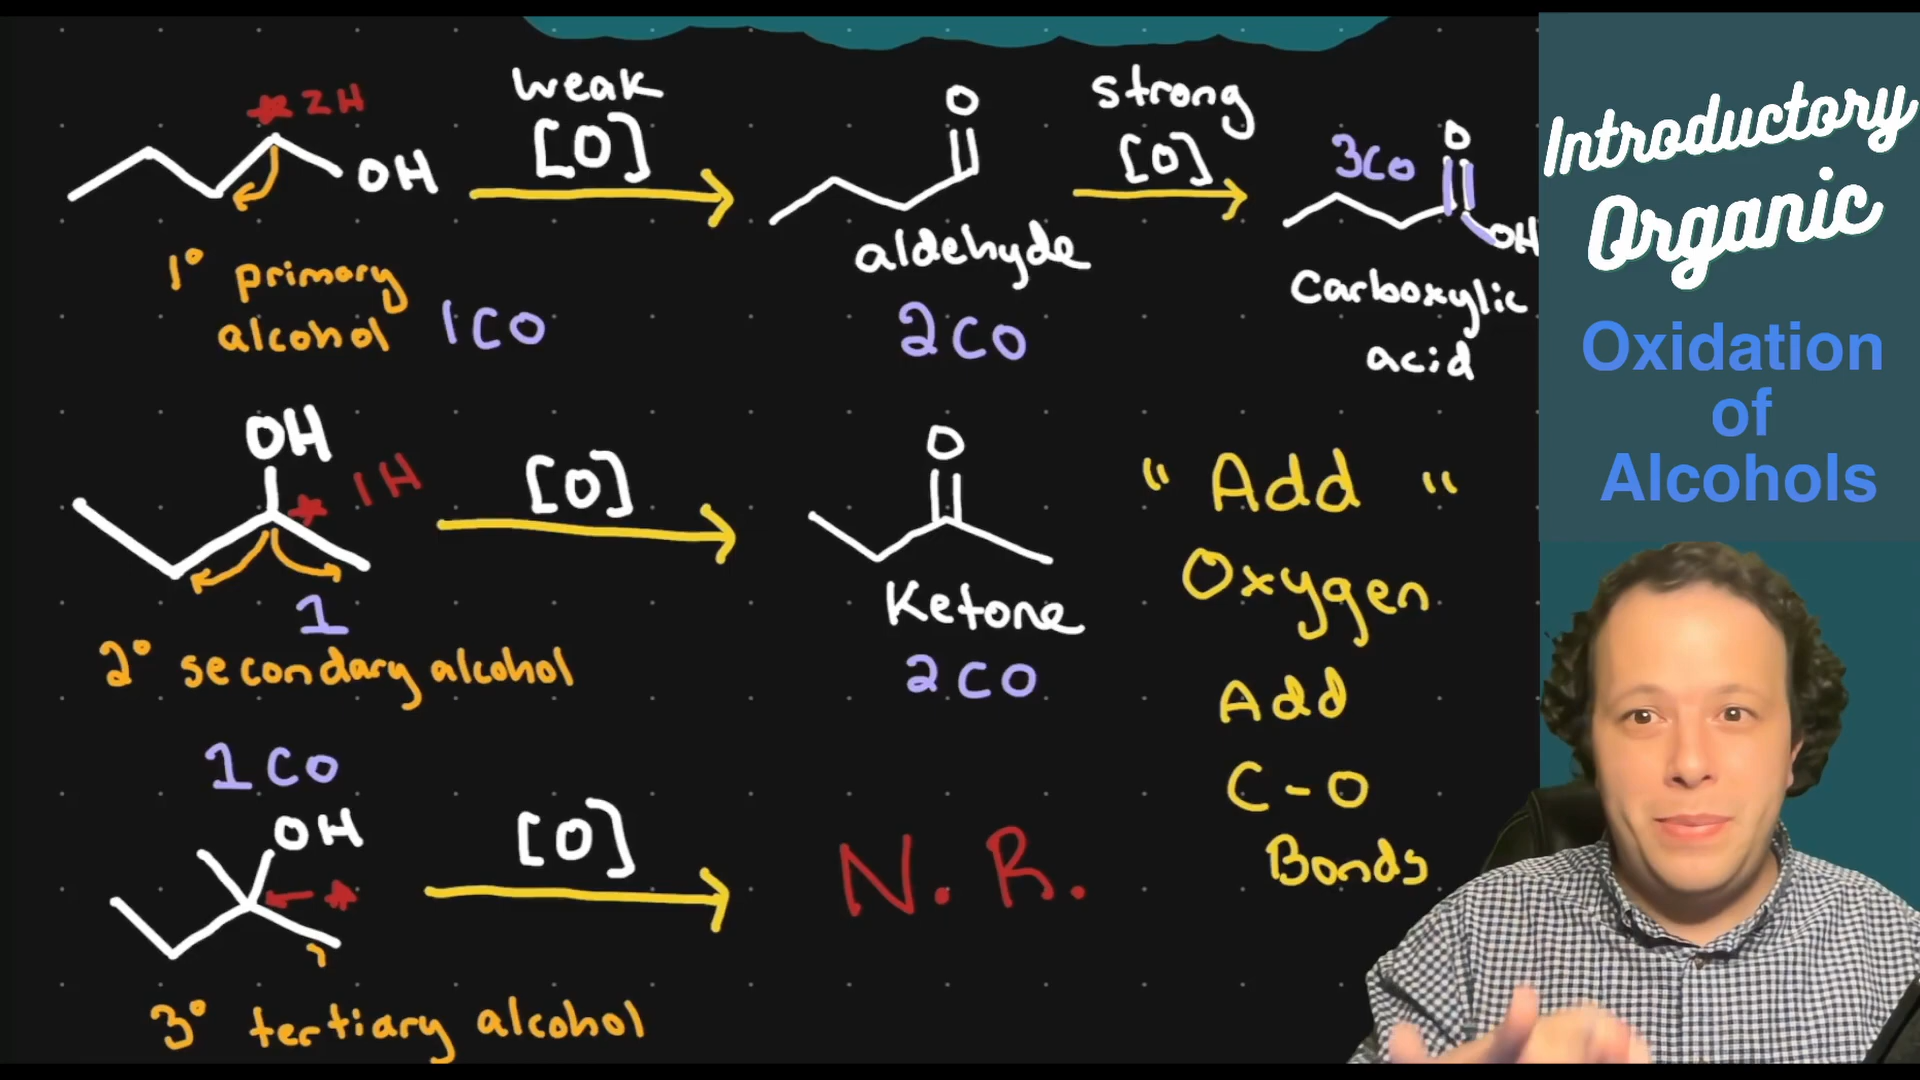 * 2H
OH
weak
[O]
O
aldehyde
strong
[O]
3CO
O
OH
Carboxylic
acid
1° primary
alcohol
1CO
2CO
OH
* 1H
1
2° secondary alcohol
[O]
O
Ketone
2CO
1CO
OH
*
3° tertiary alcohol
[O]
N.R.
"Add"
Oxygen
Add
C-O
Bonds
Introductory
Organic
Oxidation
of
Alcohols